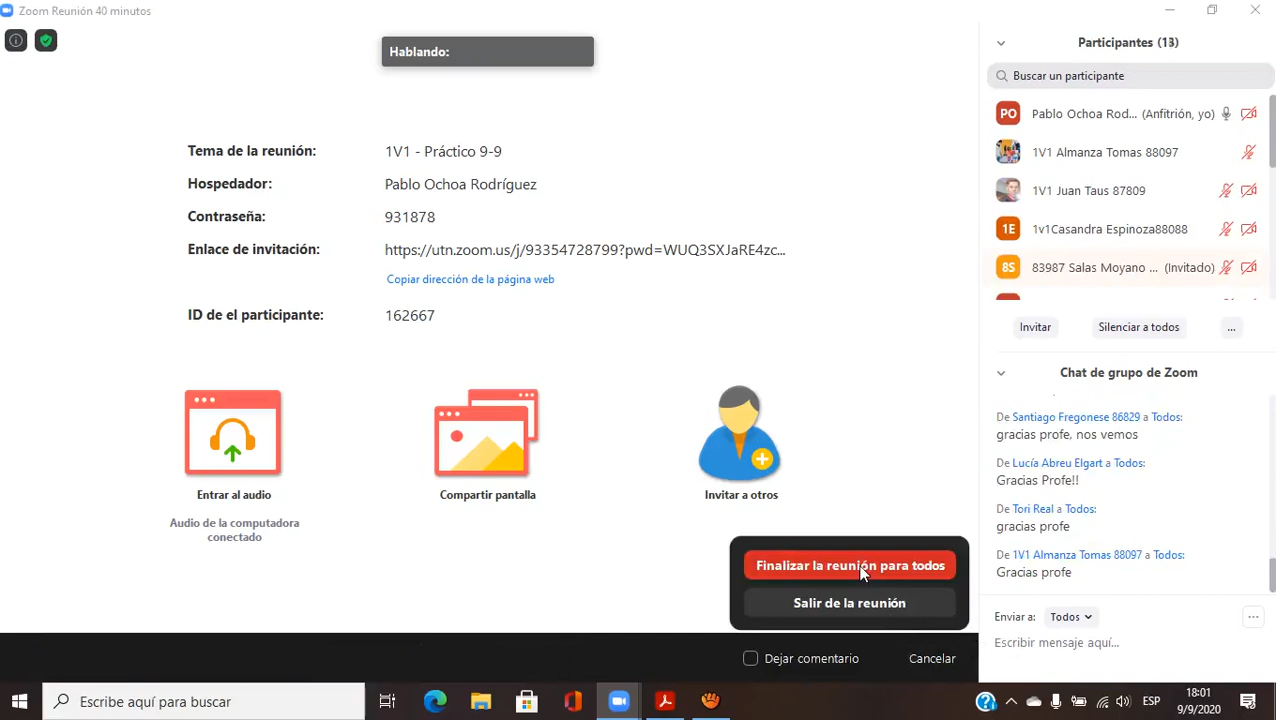 Zoom Reunión 40 minutos
Hablando:
Tema de la reunión: 1V1 - Práctico 9-9
Hospedador: Pablo Ochoa Rodríguez
Contraseña: 931878
Enlace de invitación: https://utn.zoom.us/j/93354728799?pwd=WUQ3SXJaRE4zc...
Copiar dirección de la página web
ID de el participante: 162667
Entrar al audio
Audio de la computadora
conectado
Compartir pantalla
Invitar a otros
Finalizar la reunión para todos
Salir de la reunión
Dejar comentario
Cancelar
Participantes (13)
Buscar un participante
PO Pablo Ochoa Rod... (Anfitrión, yo)
1V1 Almanza Tomas 88097
1V1 Juan Taus 87809
1E 1v1Casandra Espinoza88088
8S 83987 Salas Moyano ... (Invitado)
Invitar
Silenciar a todos
...
Chat de grupo de Zoom
De Santiago Fregonese 86829 a Todos:
gracias profe, nos vemos
De Lucía Abreu Elgart a Todos:
Gracias Profe!!
De Tori Real a Todos:
gracias profe
De 1V1 Almanza Tomas 88097 a Todos:
Gracias profe
Enviar a: Todos
Escribir mensaje aquí...
Escribe aquí para buscar
ESP
18:01
9/9/2020